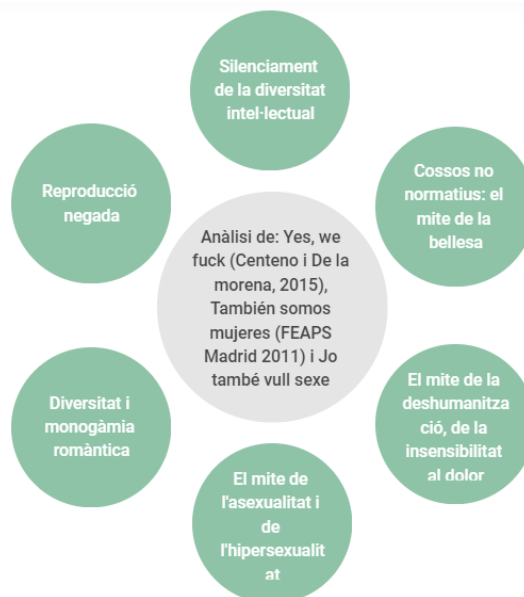 Silenciament
de la diversitat
intel·lectual
Cossos no
normatius: el
mite de la
bellesa
Reproducció
negada
Anàlisi de: Yes, we
fuck (Centeno i De la
morena, 2015),
También somos
mujeres (FEAPS
Madrid 2011) i Jo
també vull sexe
El mite de la
deshumanitza
ció, de la
insensibilitat
al dolor
Diversitat i
monogàmia
romàntica
El mite de
l'asexualitat i
de
l'hipersexualit
at